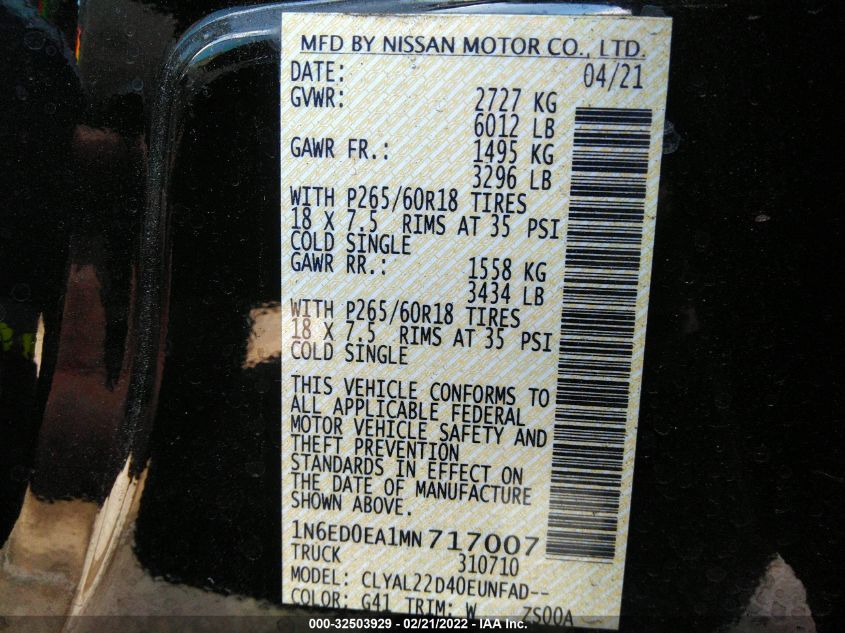 MFD BY NISSAN MOTOR CO., LTD.
DATE: 04/21
GVWR: 2727 KG
6012 LB
GAWR FR.: 1495 KG
3296 LB
WITH P265/60R18 TIRES
18 X 7.5 RIMS AT 35 PSI
COLD SINGLE
GAWR RR.: 1558 KG
3434 LB
WITH P265/60R18 TIRES
18 X 7.5 RIMS AT 35 PSI
COLD SINGLE
THIS VEHICLE CONFORMS TO
ALL APPLICABLE FEDERAL
MOTOR VEHICLE SAFETY AND
THEFT PREVENTION
STANDARDS IN EFFECT ON
THE DATE OF MANUFACTURE
SHOWN ABOVE.
1N6ED0EA1MN 717007
TRUCK 310710
MODEL: CLYAL22D40EUNFAD--
COLOR: G41 TRIM: W ZS00A
000-32503929 - 02/21/2022 - IAA Inc.